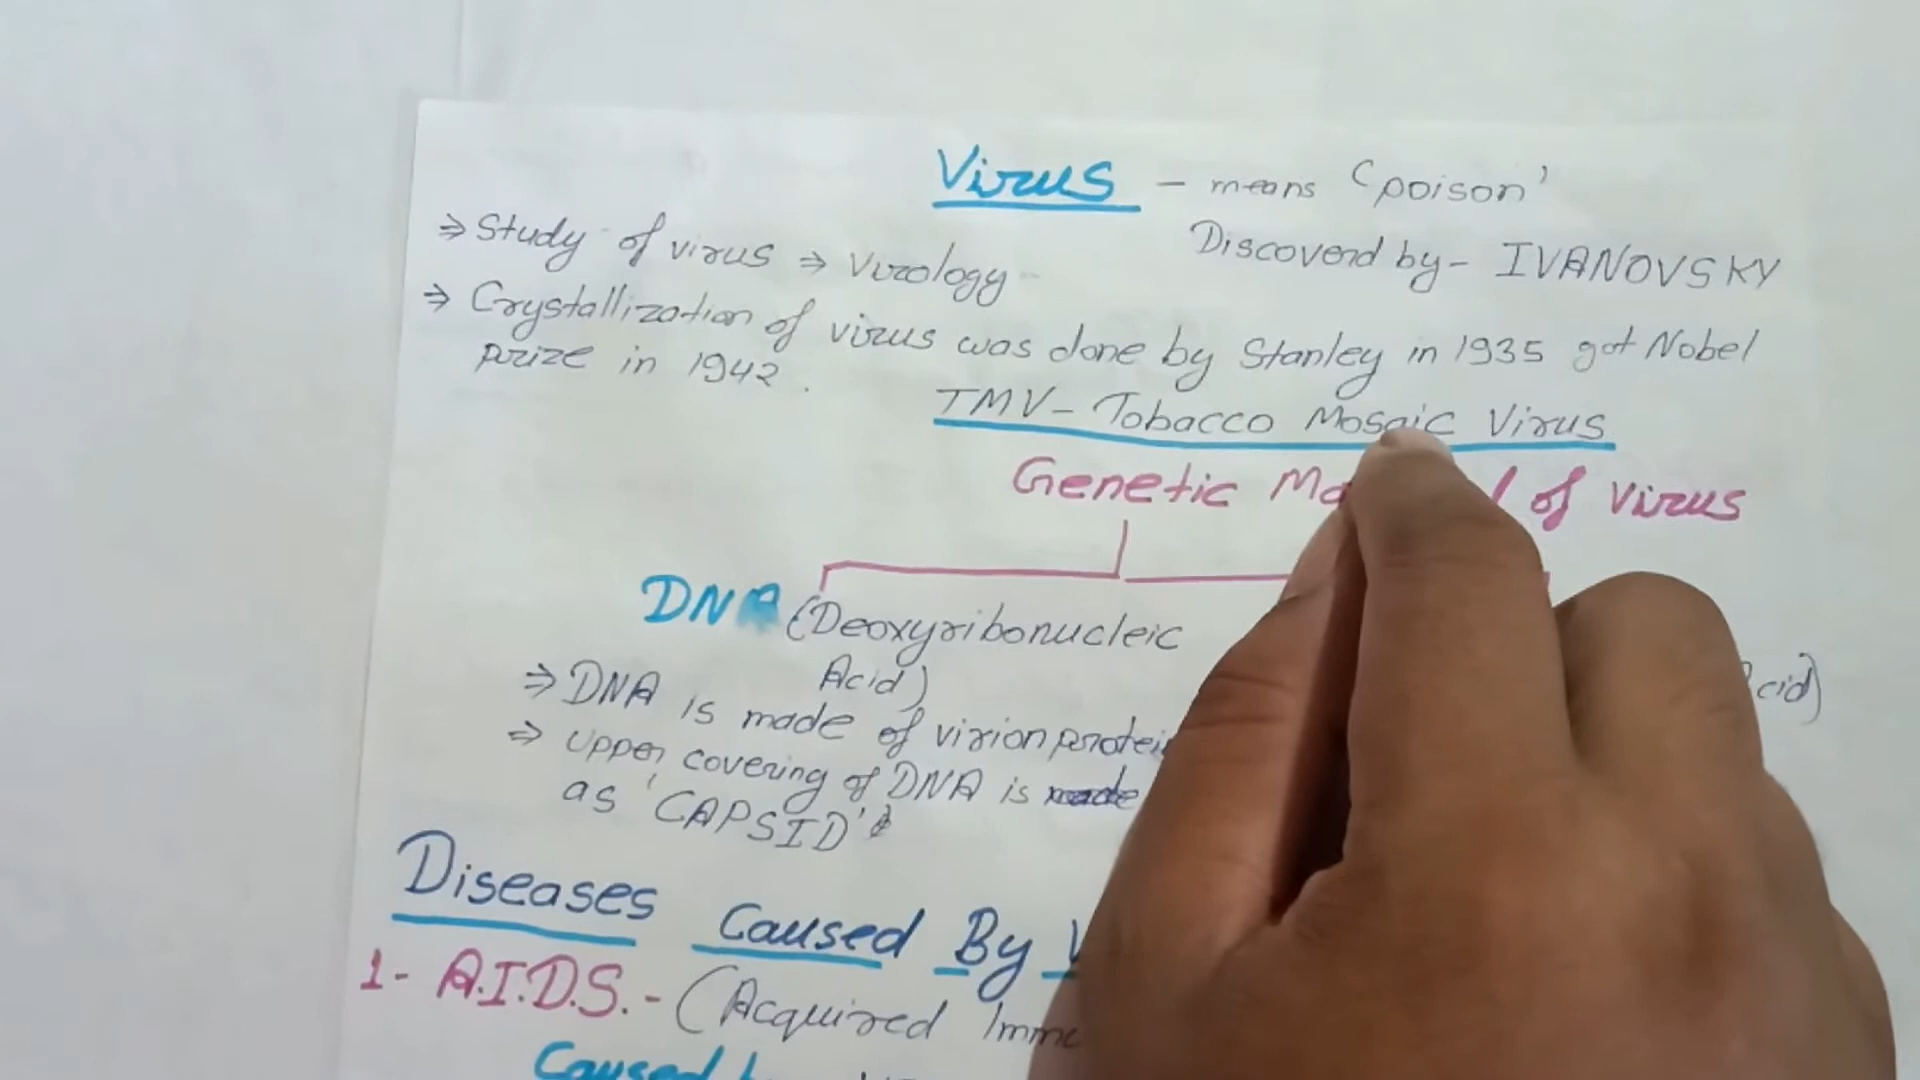 Virus - means 'poison'
Discoverd by - IVANOVSKY
⇒ Study of virus ⇒ Virology
⇒ Crystallization of virus was done by Stanley in 1935 got Nobel
prize in 1942.
TMV - Tobacco Mosaic Virus
Genetic of Virus
DNA (Deoxyribonucleic
Acid)
⇒ DNA is made of virion
⇒ Upper covering of DNA is
as 'CAPSID'
Diseases Caused By
1- A.I.D.S. - (Acquired
Caused